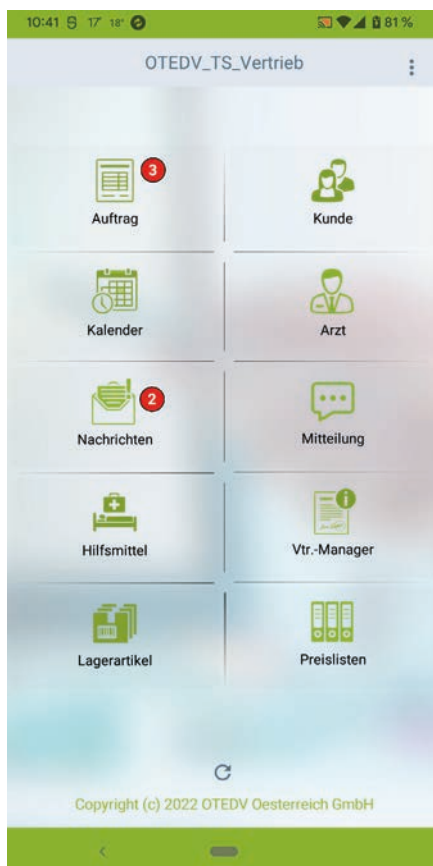 10:41 17° 18° 81 %
OTEDV_TS_Vertrieb
3
Auftrag
Kunde
Kalender
Arzt
2
Nachrichten
Mitteilung
Hilfsmittel
Vtr.-Manager
Lagerartikel
Preislisten
Copyright (c) 2022 OTEDV Oesterreich GmbH